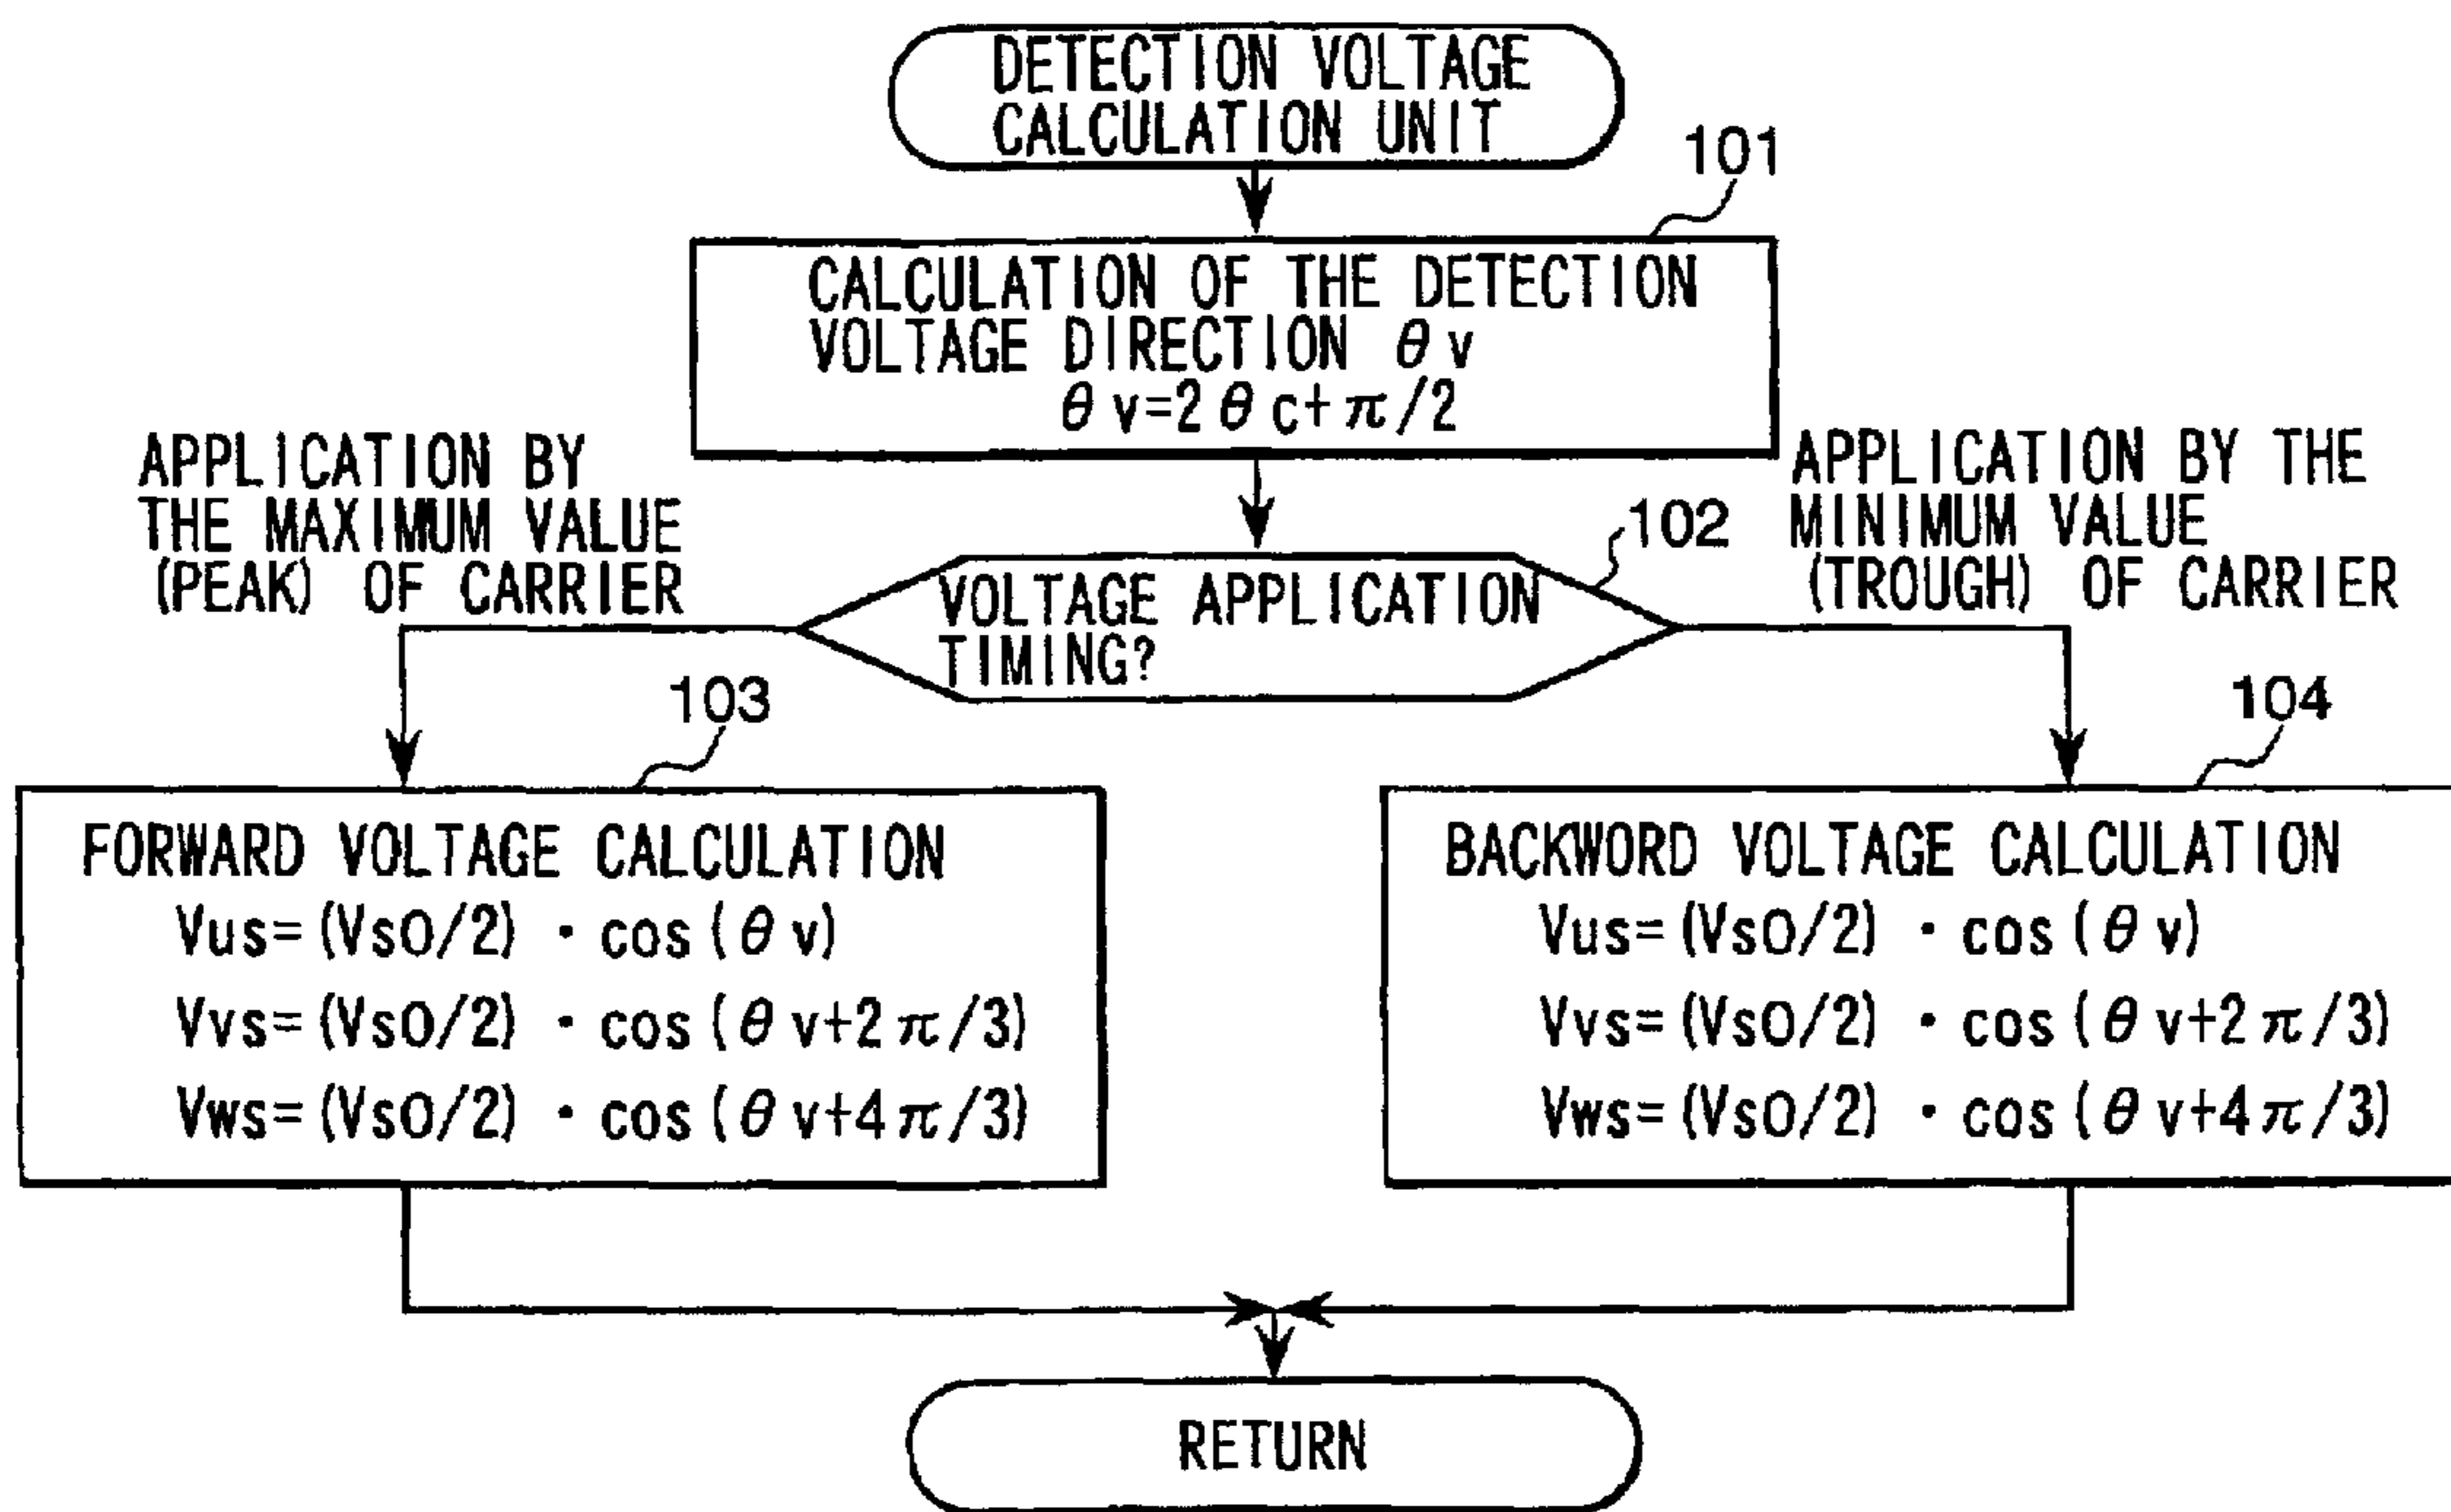 DETECTION VOLTAGE
CALCULATION UNIT
101
CALCULATION OF THE DETECTION
VOLTAGE DIRECTION θv
θv=2θc+π/2
APPLICATION BY
THE MAXIMUM VALUE
(PEAK) OF CARRIER
102
APPLICATION BY THE
MINIMUM VALUE
(TROUGH) OF CARRIER
VOLTAGE APPLICATION
TIMING?
103
104
FORWARD VOLTAGE CALCULATION
Vus=(Vs0/2)・cos(θv)
Vvs=(Vs0/2)・cos(θv+2π/3)
Vws=(Vs0/2)・cos(θv+4π/3)
BACKWORD VOLTAGE CALCULATION
Vus=(Vs0/2)・cos(θv)
Vvs=(Vs0/2)・cos(θv+2π/3)
Vws=(Vs0/2)・cos(θv+4π/3)
RETURN